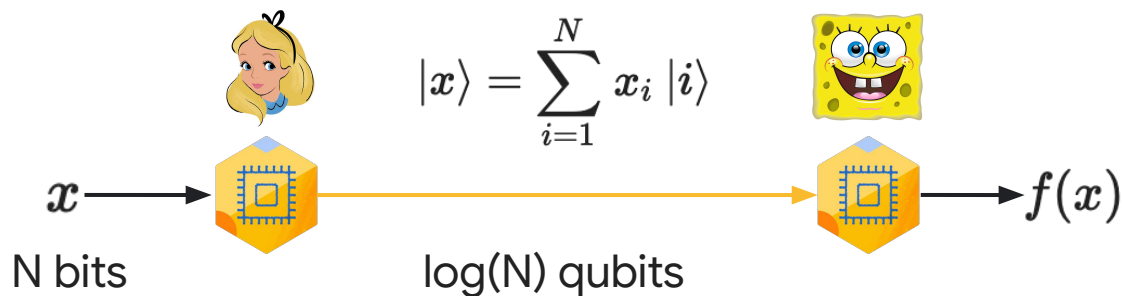 |x⟩ = ∑_{i=1}^{N} x_i |i⟩
x
f(x)
N bits
log(N) qubits